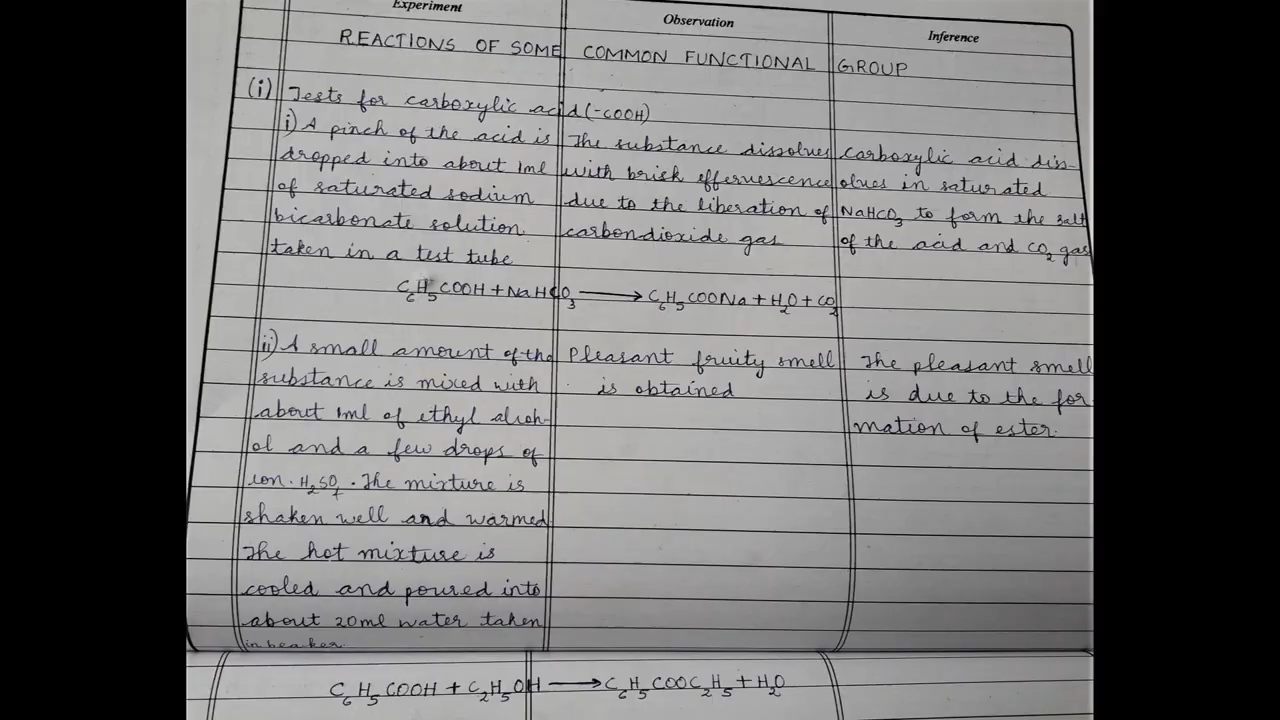 Experiment
Observation
Inference
REACTIONS OF SOME COMMON FUNCTIONAL GROUP
(i) Tests for carboxylic acid (-COOH)
i) A pinch of the acid is
dropped into about 1ml
of saturated sodium
bicarbonate solution
taken in a test tube
The substance dissolves
with brisk effervescence
due to the liberation of
carbondioxide gas
carboxylic acid diss-
olves in saturated
NaHCO₃ to form the salt
of the acid and CO₂ gas
C₆H₅COOH + NaHCO₃ ⟶ C₆H₅COONa + H₂O + CO₂
ii) A small amount of the
substance is mixed with
about 1ml of ethyl alcoh-
ol and a few drops of
con. H₂SO₄. The mixture is
shaken well and warmed
The hot mixture is
cooled and poured into
about 20ml water taken
in beaker.
Pleasant fruity smell
is obtained
The pleasant smell
is due to the for
mation of ester.
C₆H₅COOH + C₂H₅OH ⟶ C₆H₅COOC₂H₅ + H₂O